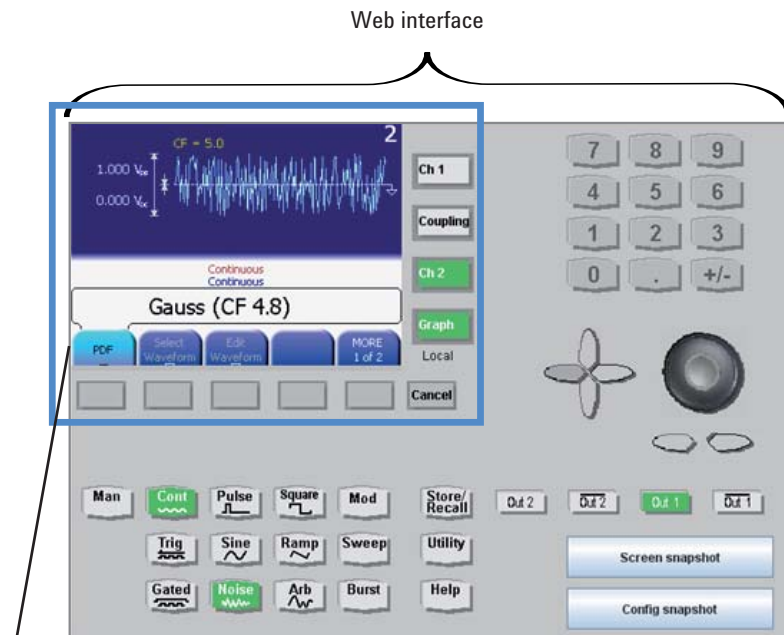 Web interface
CF = 5.0
2
1.000 Vpp
0.000 VDC
Continuous
Continuous
Gauss (CF 4.8)
PDF
Select Waveform
Edit Waveform
MORE 1 of 2
Ch 1
Coupling
Ch 2
Graph
Local
Cancel
7 8 9
4 5 6
1 2 3
0 . +/-
Man Cont Pulse Square Mod Store/Recall Out 2 Out 2 Out 1 Out 1
Trig Sine Ramp Sweep Utility
Screen snapshot
Gated Noise Arb Burst Help
Config snapshot